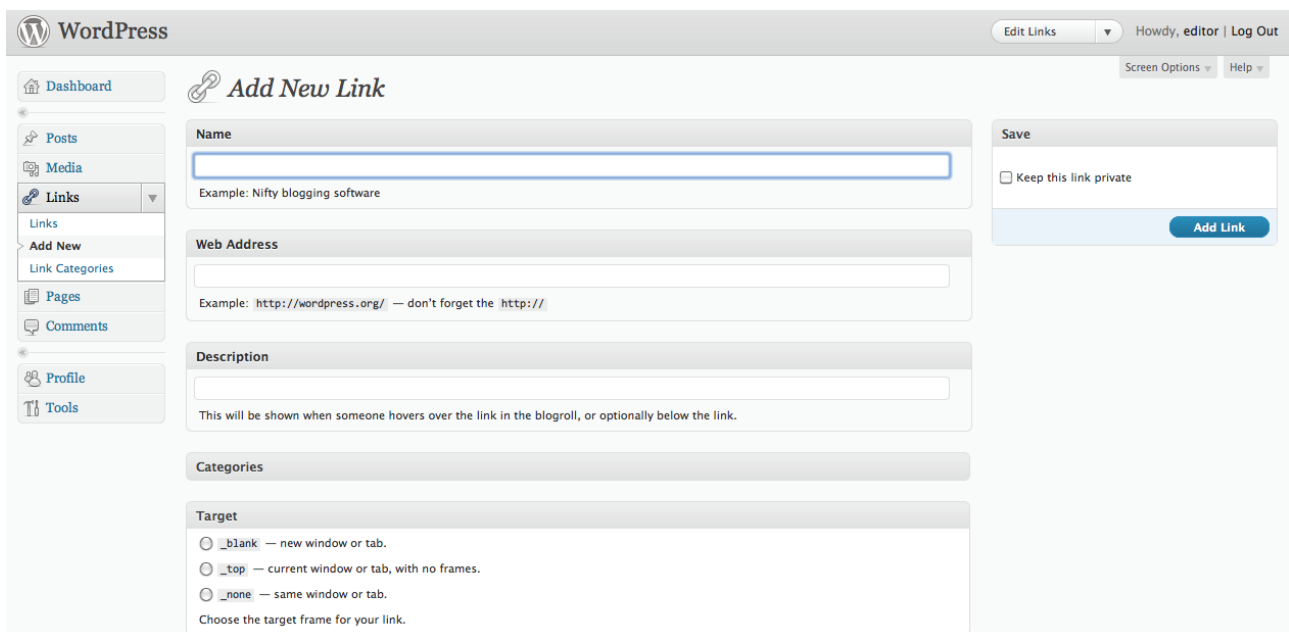 WordPress
Edit Links
Howdy, editor | Log Out
Screen Options
Help
Dashboard
Posts
Media
Links
Links
Add New
Link Categories
Pages
Comments
Profile
Tools
Add New Link
Name
Example: Nifty blogging software
Web Address
Example: http://wordpress.org/ — don’t forget the http://
Description
This will be shown when someone hovers over the link in the blogroll, or optionally below the link.
Categories
Target
_blank — new window or tab.
_top — current window or tab, with no frames.
_none — same window or tab.
Choose the target frame for your link.
Save
Keep this link private
Add Link